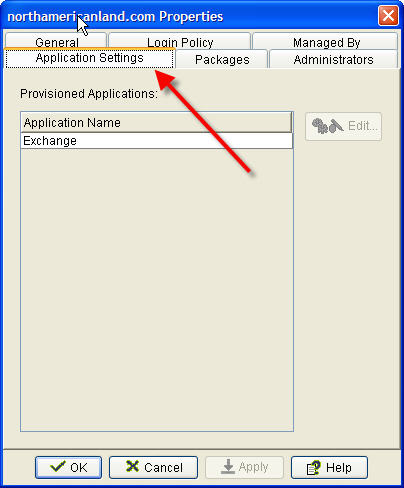 northamericanland.com Properties
General Login Policy Managed By
Application Settings Packages Administrators
Provisioned Applications:
Application Name
Edit...
Exchange
OK Cancel Apply Help